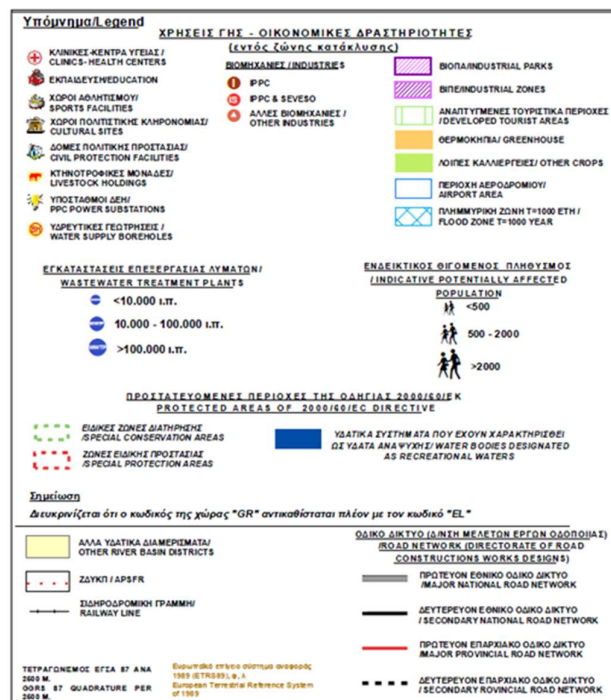 Υπόμνημα/Legend
ΧΡΗΣΕΙΣ ΓΗΣ - ΟΙΚΟΝΟΜΙΚΕΣ ΔΡΑΣΤΗΡΙΟΤΗΤΕΣ
(εντός ζώνης κατάκλυσης)
ΚΛΙΝΙΚΕΣ-ΚΕΝΤΡΑ ΥΓΕΙΑΣ /
CLINICS- HEALTH CENTERS
ΕΚΠΑΙΔΕΥΣΗ/EDUCATION
ΧΩΡΟΙ ΑΘΛΗΤΙΣΜΟΥ/
SPORTS FACILITIES
ΧΩΡΟΙ ΠΟΛΙΤΙΣΤΙΚΗΣ ΚΛΗΡΟΝΟΜΙΑΣ/
CULTURAL SITES
ΔΟΜΕΣ ΠΟΛΙΤΙΚΗΣ ΠΡΟΣΤΑΣΙΑΣ/
CIVIL PROTECTION FACILITIES
ΚΤΗΝΟΤΡΟΦΙΚΕΣ ΜΟΝΑΔΕΣ/
LIVESTOCK HOLDINGS
ΥΠΟΣΤΑΘΜΟΙ ΔΕΗ/
PPC POWER SUBSTATIONS
ΥΔΡΕΥΤΙΚΕΣ ΓΕΩΤΡΗΣΕΙΣ /
WATER SUPPLY BOREHOLES
ΒΙΟΜΗΧΑΝΙΕΣ / INDUSTRIES
IPPC
IS
IPPC & SEVESO
ΑΛΛΕΣ ΒΙΟΜΗΧΑΝΙΕΣ /
OTHER INDUSTRIES
ΒΙΟΠΑ/INDUSTRIAL PARKS
ΒΙΠΕ/INDUSTRIAL ZONES
ΑΝΑΠΤΥΓΜΕΝΕΣ ΤΟΥΡΙΣΤΙΚΑ ΠΕΡΙΟΧΕΣ
/ DEVELOPED TOURIST AREAS
ΘΕΡΜΟΚΗΠΙΑ/ GREENHOUSE
ΛΟΙΠΕΣ ΚΑΛΛΙΕΡΓΕΙΕΣ/ OTHER CROPS
ΠΕΡΙΟΧΗ ΑΕΡΟΔΡΟΜΙΟΥ/
AIRPORT AREA
ΠΛΗΜΜΥΡΙΚΗ ΖΩΝΗ Τ=1000 ΕΤΗ /
FLOOD ZONE T=1000 YEAR
ΕΓΚΑΤΑΣΤΑΣΕΙΣ ΕΠΕΞΕΡΓΑΣΙΑΣ ΛΥΜΑΤΩΝ/
WASTEWATER TREATMENT PLANTS
<10.000 ι.π.
10.000 - 100.000 ι.π.
>100.000 ι.π.
ΕΝΔΕΙΚΤΙΚΟΣ ΘΙΓΟΜΕΝΟΣ ΠΛΗΘΥΣΜΟΣ
/ INDICATIVE POTENTIALLY AFFECTED
POPULATION
<500
500 - 2000
>2000
ΠΡΟΣΤΑΤΕΥΟΜΕΝΕΣ ΠΕΡΙΟΧΕΣ ΤΗΣ ΟΔΗΓΙΑΣ 2000/60/ΕΚ
PROTECTED AREAS OF 2000/60/EC DIRECTIVE
ΕΙΔΙΚΕΣ ΖΩΝΕΣ ΔΙΑΤΗΡΗΣΗΣ
/SPECIAL CONSERVATION AREAS
ΖΩΝΕΣ ΕΙΔΙΚΗΣ ΠΡΟΣΤΑΣΙΑΣ
/SPECIAL PROTECTION AREAS
ΥΔΑΤΙΚΑ ΣΥΣΤΗΜΑΤΑ ΠΟΥ ΕΧΟΥΝ ΧΑΡΑΚΤΗΡΙΣΘΕΙ
ΩΣ ΥΔΑΤΑ ΑΝΑΨΥΧΗΣ/ WATER BODIES DESIGNATED
AS RECREATIONAL WATERS
Σημείωση
Διευκρινίζεται ότι ο κωδικός της χώρας "GR" αντικαθίσταται πλέον με τον κωδικό "EL"
ΑΛΛΑ ΥΔΑΤΙΚΑ ΔΙΑΜΕΡΙΣΜΑΤΑ/
OTHER RIVER BASIN DISTRICTS
ΖΔΥΚΠ / APSFR
ΣΙΔΗΡΟΔΡΟΜΙΚΗ ΓΡΑΜΜΗ/
RAILWAY LINE
ΟΔΙΚΟ ΔΙΚΤΥΟ (Δ/ΝΣΗ ΜΕΛΕΤΩΝ ΕΡΓΩΝ ΟΔΟΠΟΙΙΑΣ)
/ROAD NETWORK (DIRECTORATE OF ROAD
CONSTRUCTIONS WORKS DESIGNS)
ΠΡΩΤΕΥΟΝ ΕΘΝΙΚΟ ΟΔΙΚΟ ΔΙΚΤΥΟ
/MAJOR NATIONAL ROAD NETWORK
ΔΕΥΤΕΡΕΥΟΝ ΕΘΝΙΚΟ ΟΔΙΚΟ ΔΙΚΤΥΟ
/ SECONDARY NATIONAL ROAD NETWORK
ΠΡΩΤΕΥΟΝ ΕΠΑΡΧΙΑΚΟ ΟΔΙΚΟ ΔΙΚΤΥΟ
/MAJOR PROVINCIAL ROAD NETWORK
ΔΕΥΤΕΡΕΥΟΝ ΕΠΑΡΧΙΑΚΟ ΟΔΙΚΟ ΔΙΚΤΥΟ
/ SECONDARY PROVINCIAL ROAD NETWORK
ΤΕΤΡΑΓΩΝΙΣΜΟΣ ΕΓΣΑ 87 ΑΝΑ
2500 Μ.
GGRS 87 QUADRATURE PER
2500 M.
Ευρωπαϊκό επίγειο σύστημα αναφοράς
1989 (ETRS89), φ, λ
European Terrestrial Reference System
of 1989